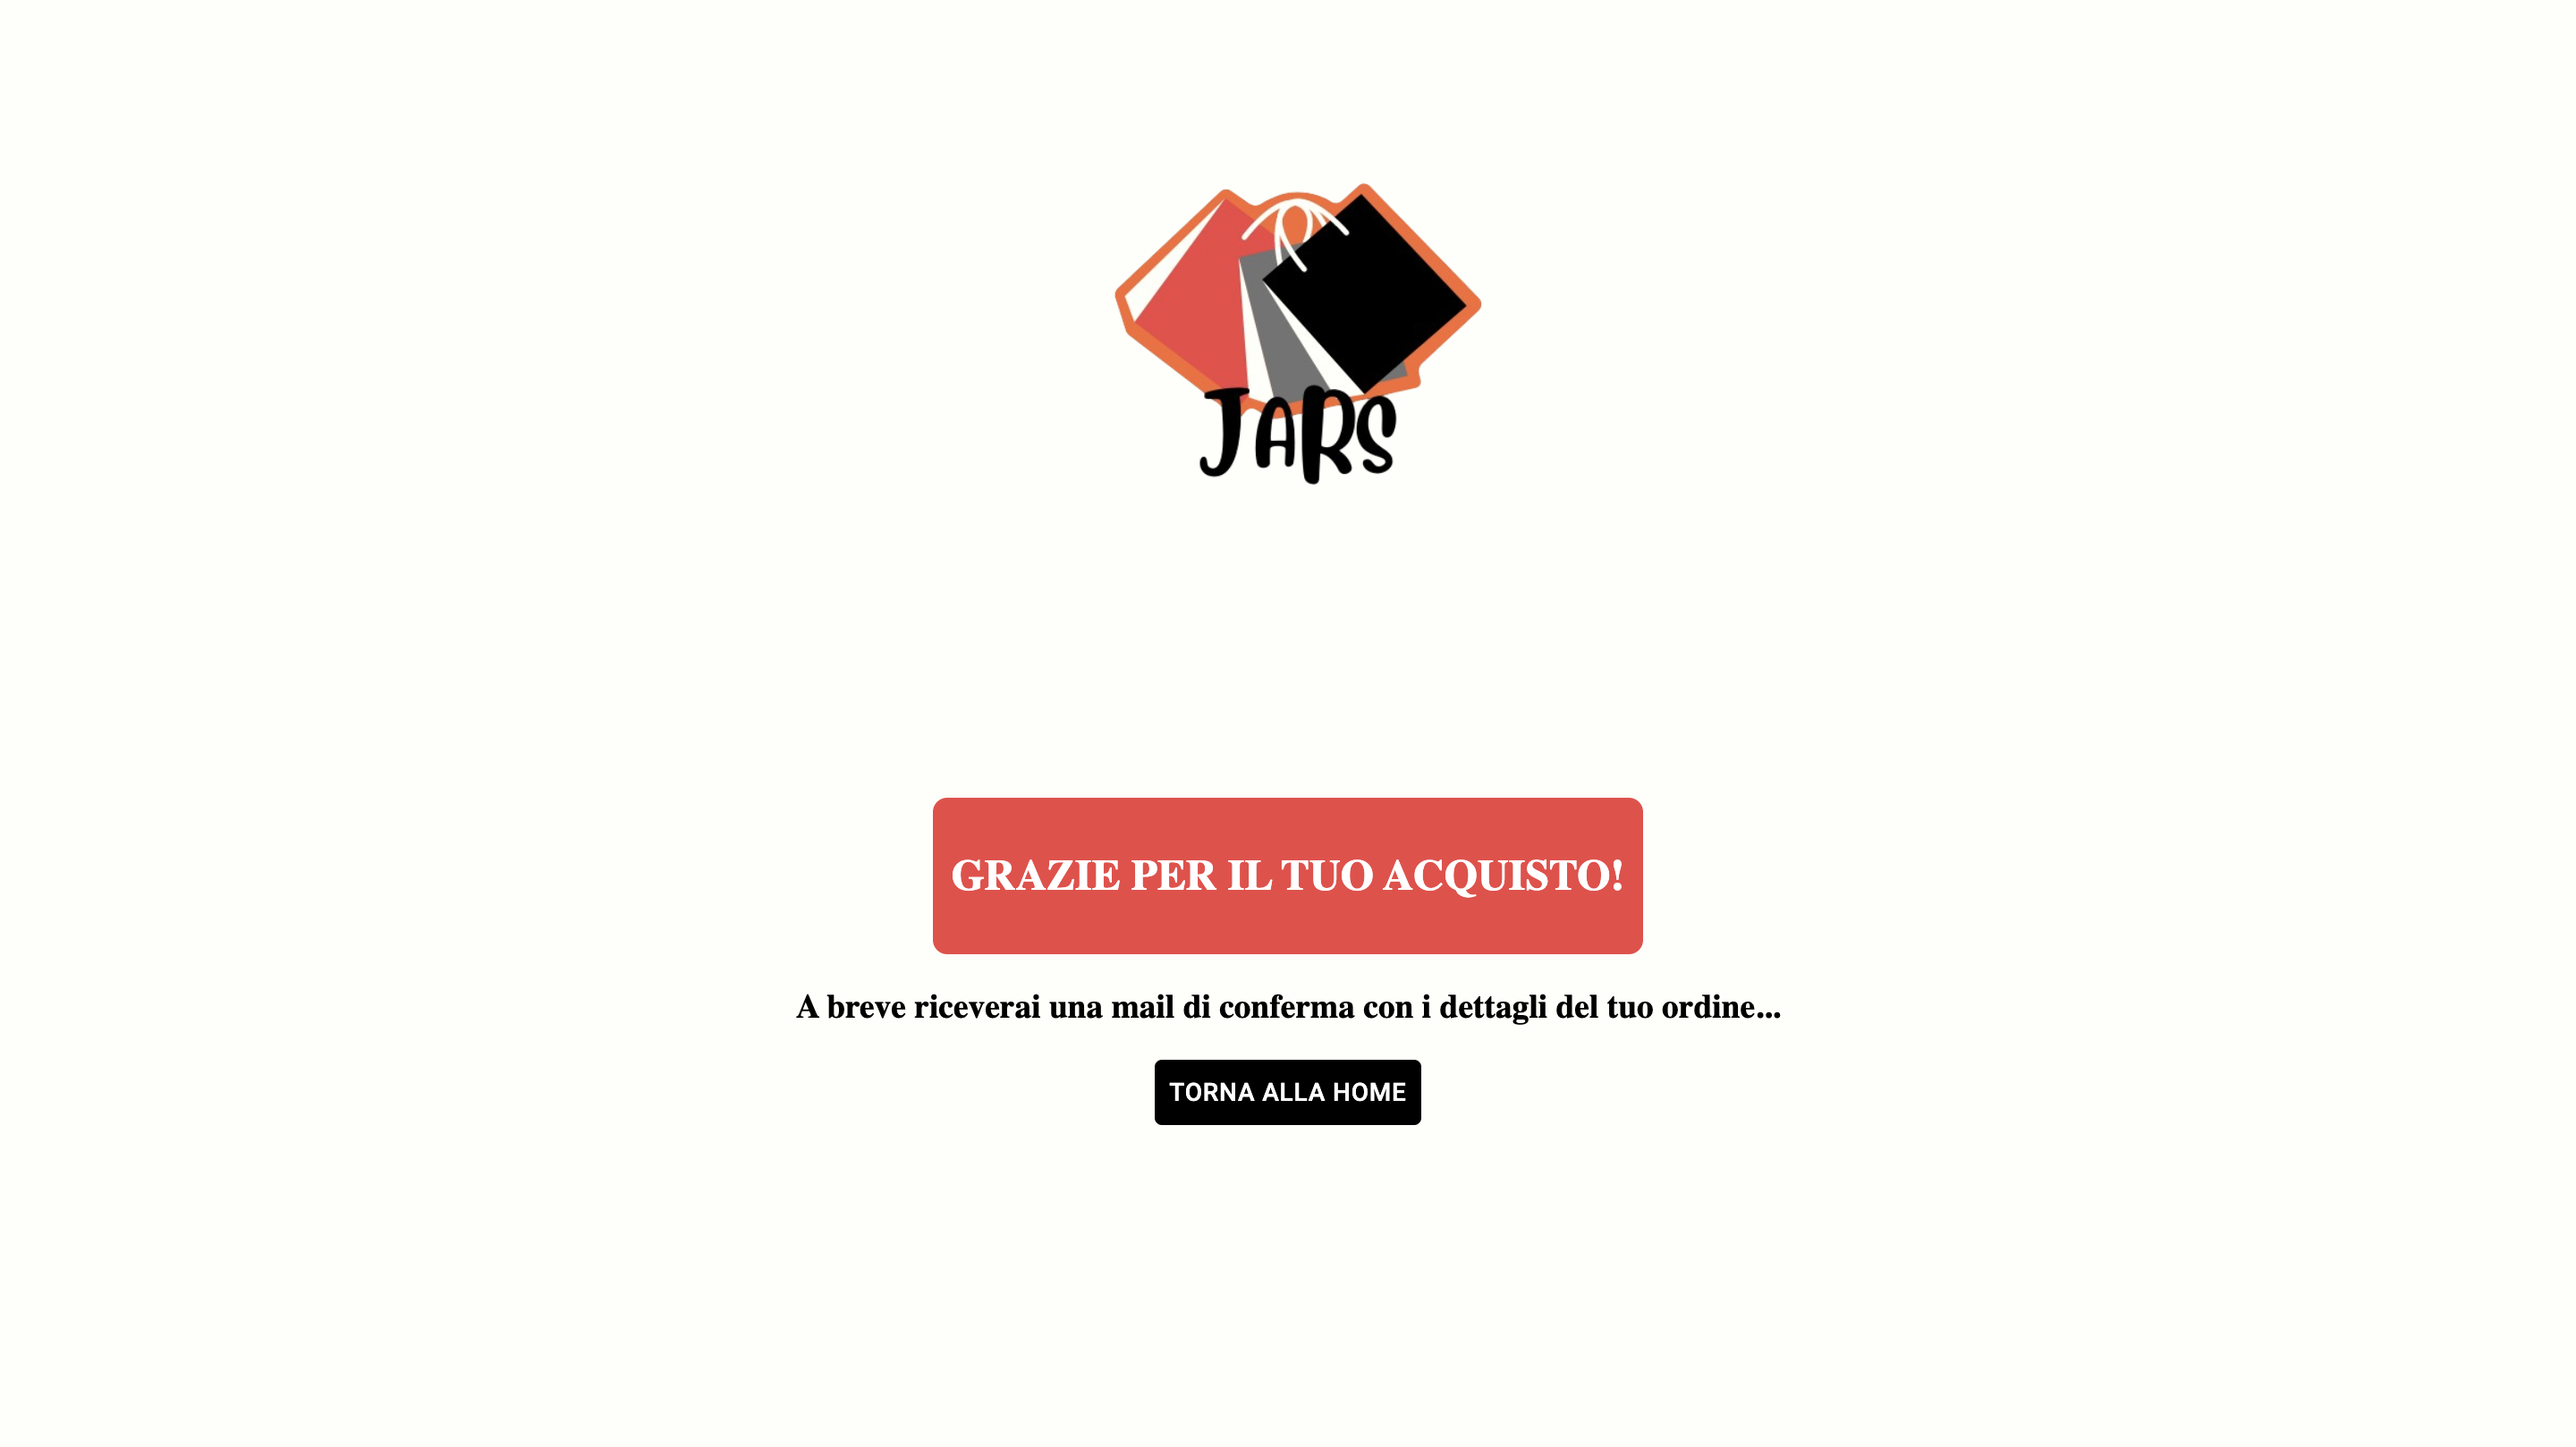 JARS
GRAZIE PER IL TUO ACQUISTO!
A breve riceverai una mail di conferma con i dettagli del tuo ordine...
TORNA ALLA HOME